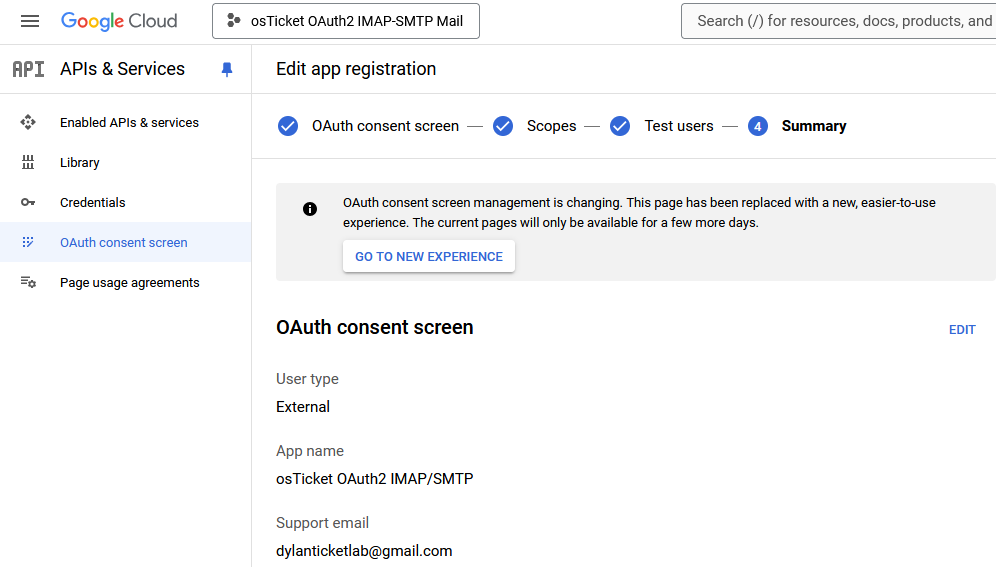 Google Cloud
osTicket OAuth2 IMAP-SMTP Mail
Search (/) for resources, docs, products, and
API APIs & Services
Edit app registration
Enabled APIs & services
Library
Credentials
OAuth consent screen
Page usage agreements
OAuth consent screen — Scopes — Test users — 4 Summary
OAuth consent screen management is changing. This page has been replaced with a new, easier-to-use
experience. The current pages will only be available for a few more days.
GO TO NEW EXPERIENCE
OAuth consent screen
EDIT
User type
External
App name
osTicket OAuth2 IMAP/SMTP
Support email
dylanticketlab@gmail.com